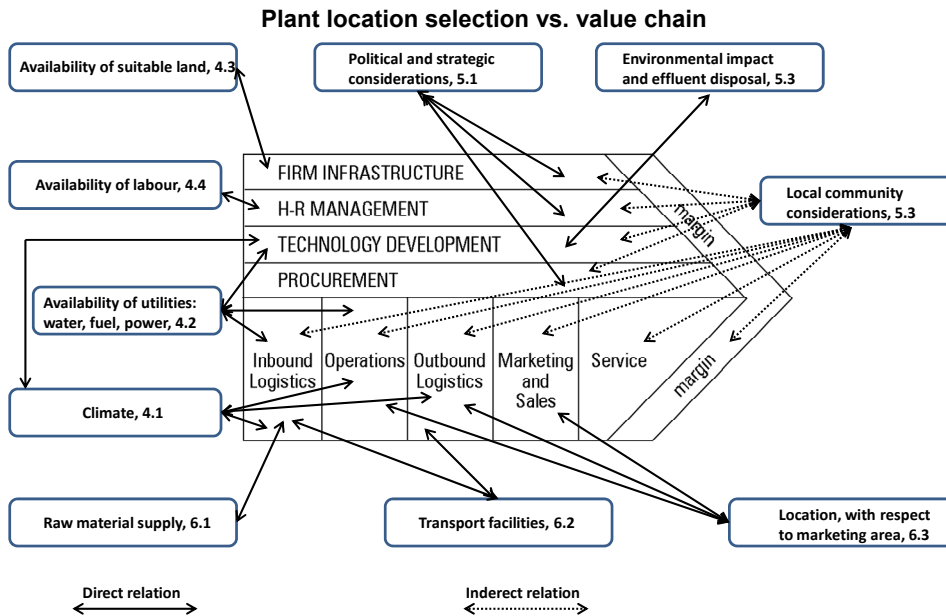 Plant location selection vs. value chain
Availability of suitable land, 4.3
Political and strategic
considerations, 5.1
Environmental impact
and effluent disposal, 5.3
FIRM INFRASTRUCTURE
Availability of labour, 4.4
H-R MANAGEMENT
Local community
considerations, 5.3
margin
TECHNOLOGY DEVELOPMENT
PROCUREMENT
Availability of utilities:
water, fuel, power, 4.2
Inbound
Logistics
Operations
Outbound
Logistics
Marketing
and
Sales
Service
margin
Climate, 4.1
Raw material supply, 6.1
Transport facilities, 6.2
Location, with respect
to marketing area, 6.3
Direct relation
Inderect relation